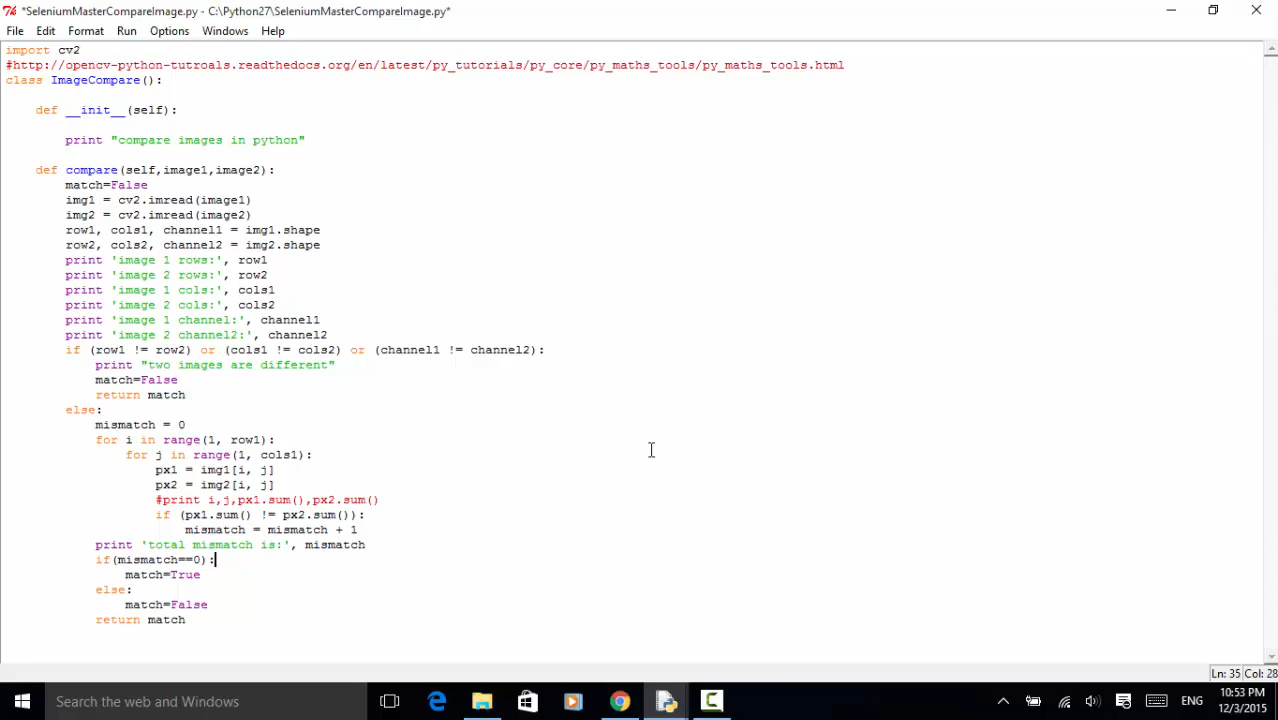 *SeleniumMasterCompareImage.py - C:\Python27\SeleniumMasterCompareImage.py*
File Edit Format Run Options Windows Help
import cv2
#http://opencv-python-tutroals.readthedocs.org/en/latest/py_tutorials/py_core/py_maths_tools/py_maths_tools.html
class ImageCompare():
    def __init__(self):
        print "compare images in python"
    def compare(self,image1,image2):
        match=False
        img1 = cv2.imread(image1)
        img2 = cv2.imread(image2)
        row1, cols1, channel1 = img1.shape
        row2, cols2, channel2 = img2.shape
        print 'image 1 rows:', row1
        print 'image 2 rows:', row2
        print 'image 1 cols:', cols1
        print 'image 2 cols:', cols2
        print 'image 1 channel:', channel1
        print 'image 2 channel2:', channel2
        if (row1 != row2) or (cols1 != cols2) or (channel1 != channel2):
            print "two images are different"
            match=False
            return match
        else:
            mismatch = 0
            for i in range(1, row1):
                for j in range(1, cols1):
                    px1 = img1[i, j]
                    px2 = img2[i, j]
                    #print i,j,px1.sum(),px2.sum()
                    if (px1.sum() != px2.sum()):
                        mismatch = mismatch + 1
            print 'total mismatch is:', mismatch
            if(mismatch==0):
                match=True
            else:
                match=False
            return match
Ln: 35 Col: 28
Search the web and Windows
ENG
10:53 PM
12/3/2015